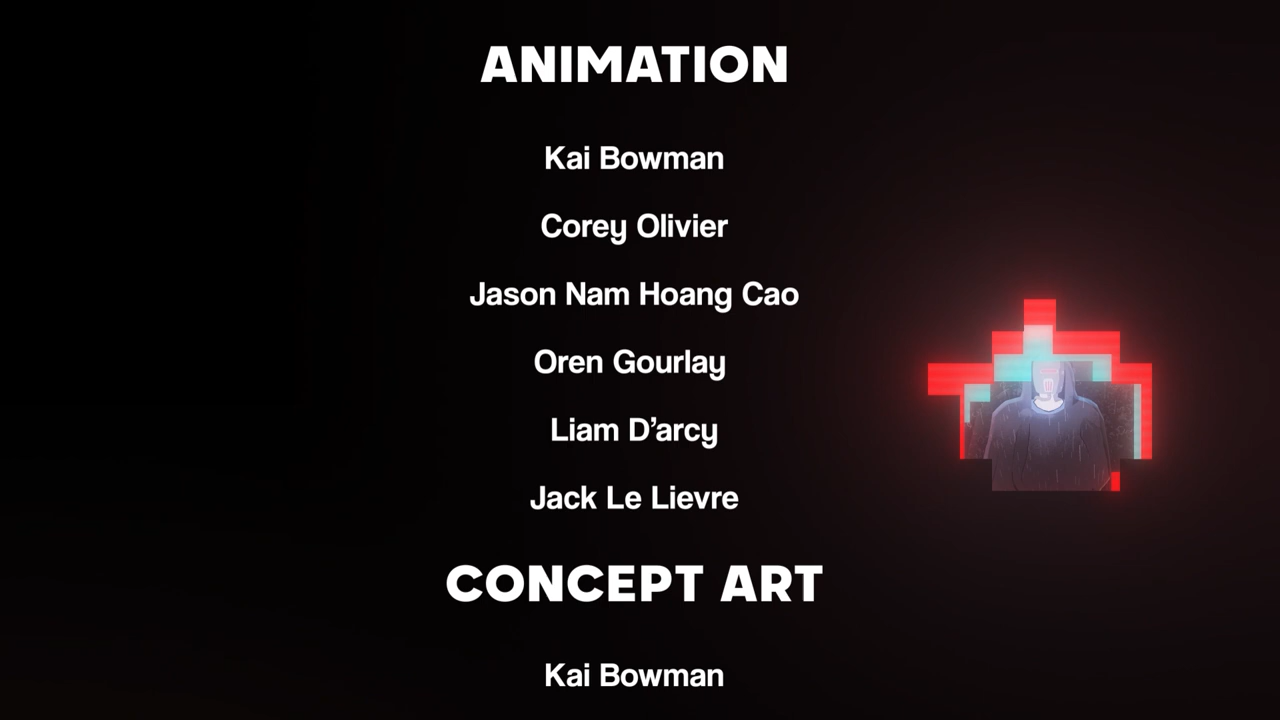 ANIMATION
Kai Bowman
Corey Olivier
Jason Nam Hoang Cao
Oren Gourlay
Liam D’arcy
Jack Le Lievre
CONCEPT ART
Kai Bowman